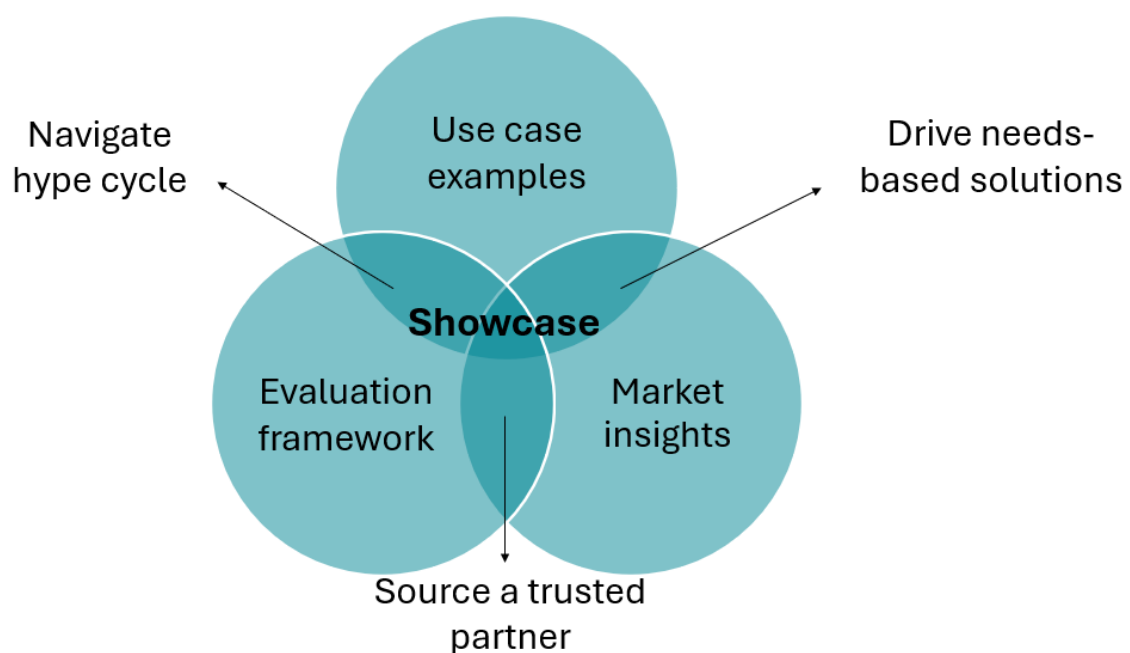 Use case
examples
Navigate
hype cycle
Drive needs-
based solutions
Showcase
Evaluation
framework
Market
insights
Source a trusted
partner